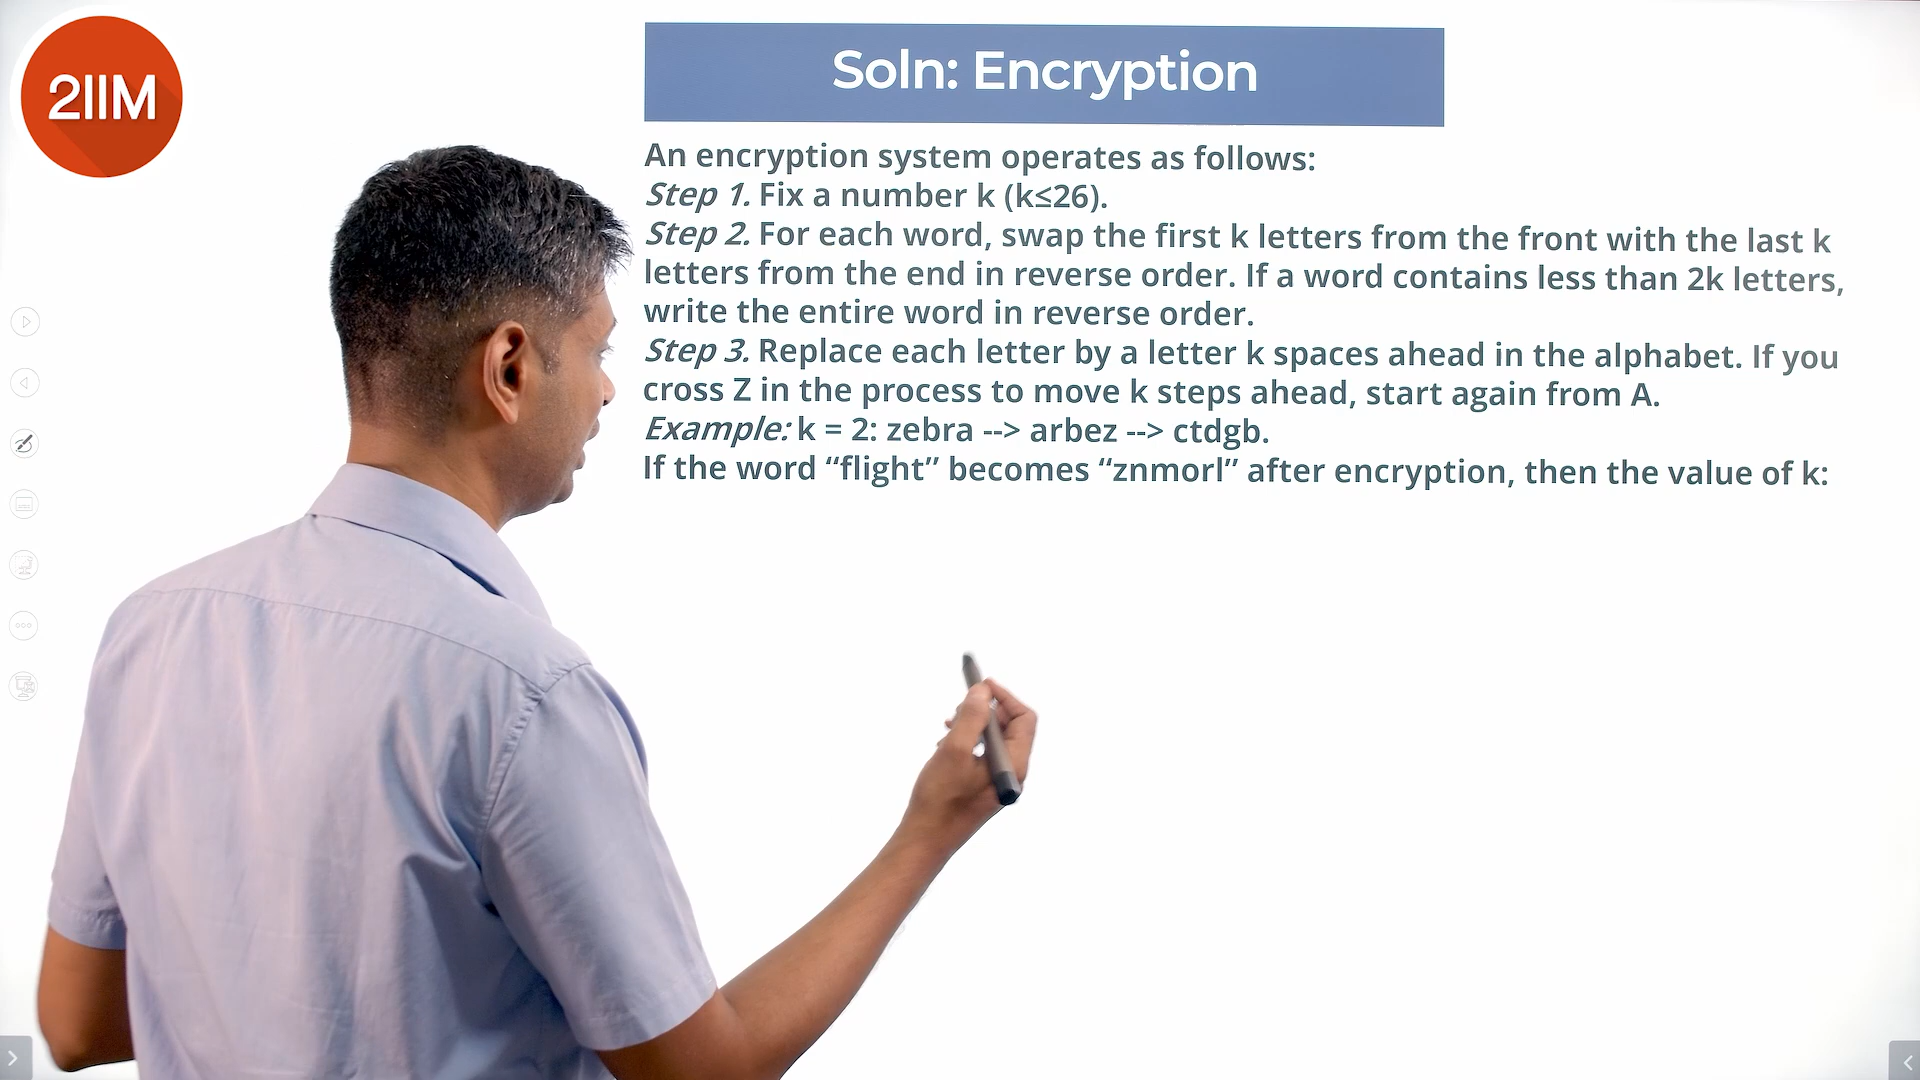 2IIM
Soln: Encryption
An encryption system operates as follows:
Step 1. Fix a number k (k≤26).
Step 2. For each word, swap the first k letters from the front with the last k
letters from the end in reverse order. If a word contains less than 2k letters,
write the entire word in reverse order.
Step 3. Replace each letter by a letter k spaces ahead in the alphabet. If you
cross Z in the process to move k steps ahead, start again from A.
Example: k = 2: zebra --> arbez --> ctdgb.
If the word “flight” becomes “znmorl” after encryption, then the value of k: